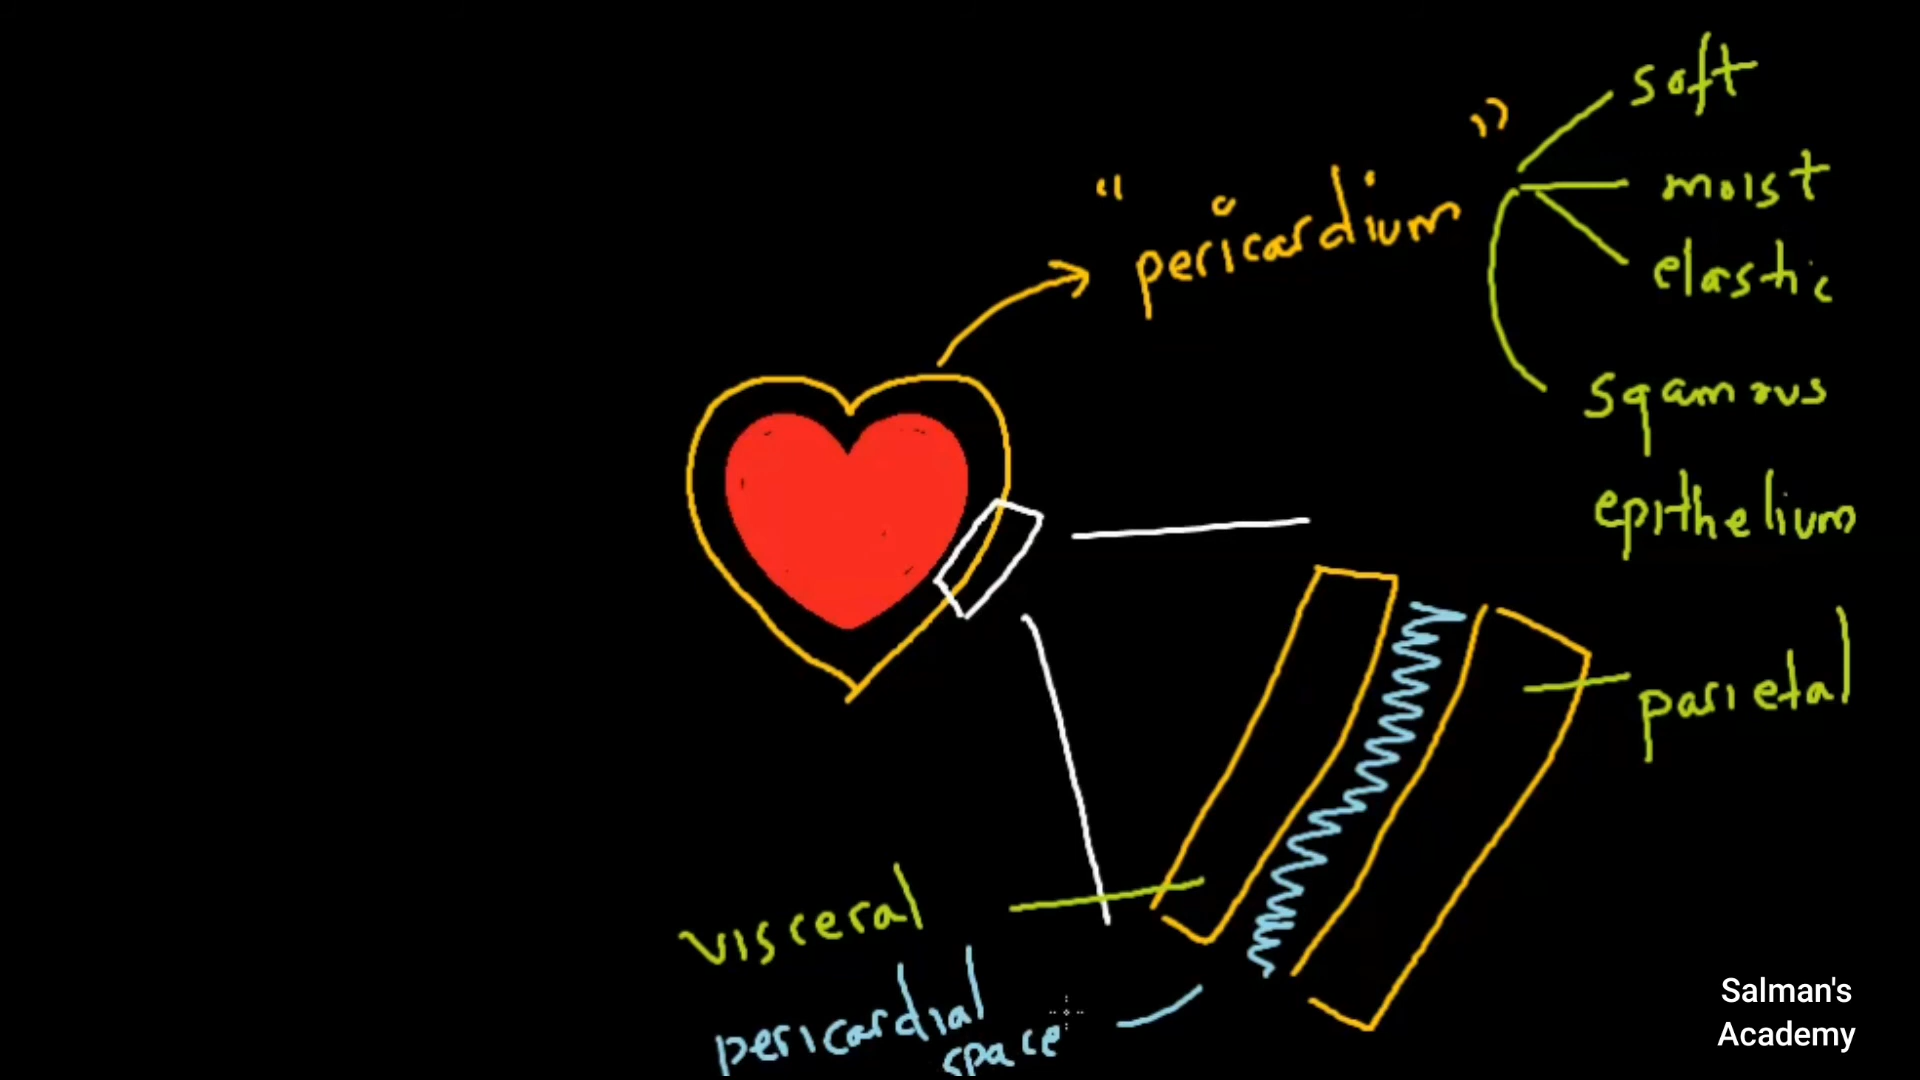 soft
"pericardium"
moist
elastic
sqamous
epithelium
parietal
visceral
pericardial
space
Salman's
Academy